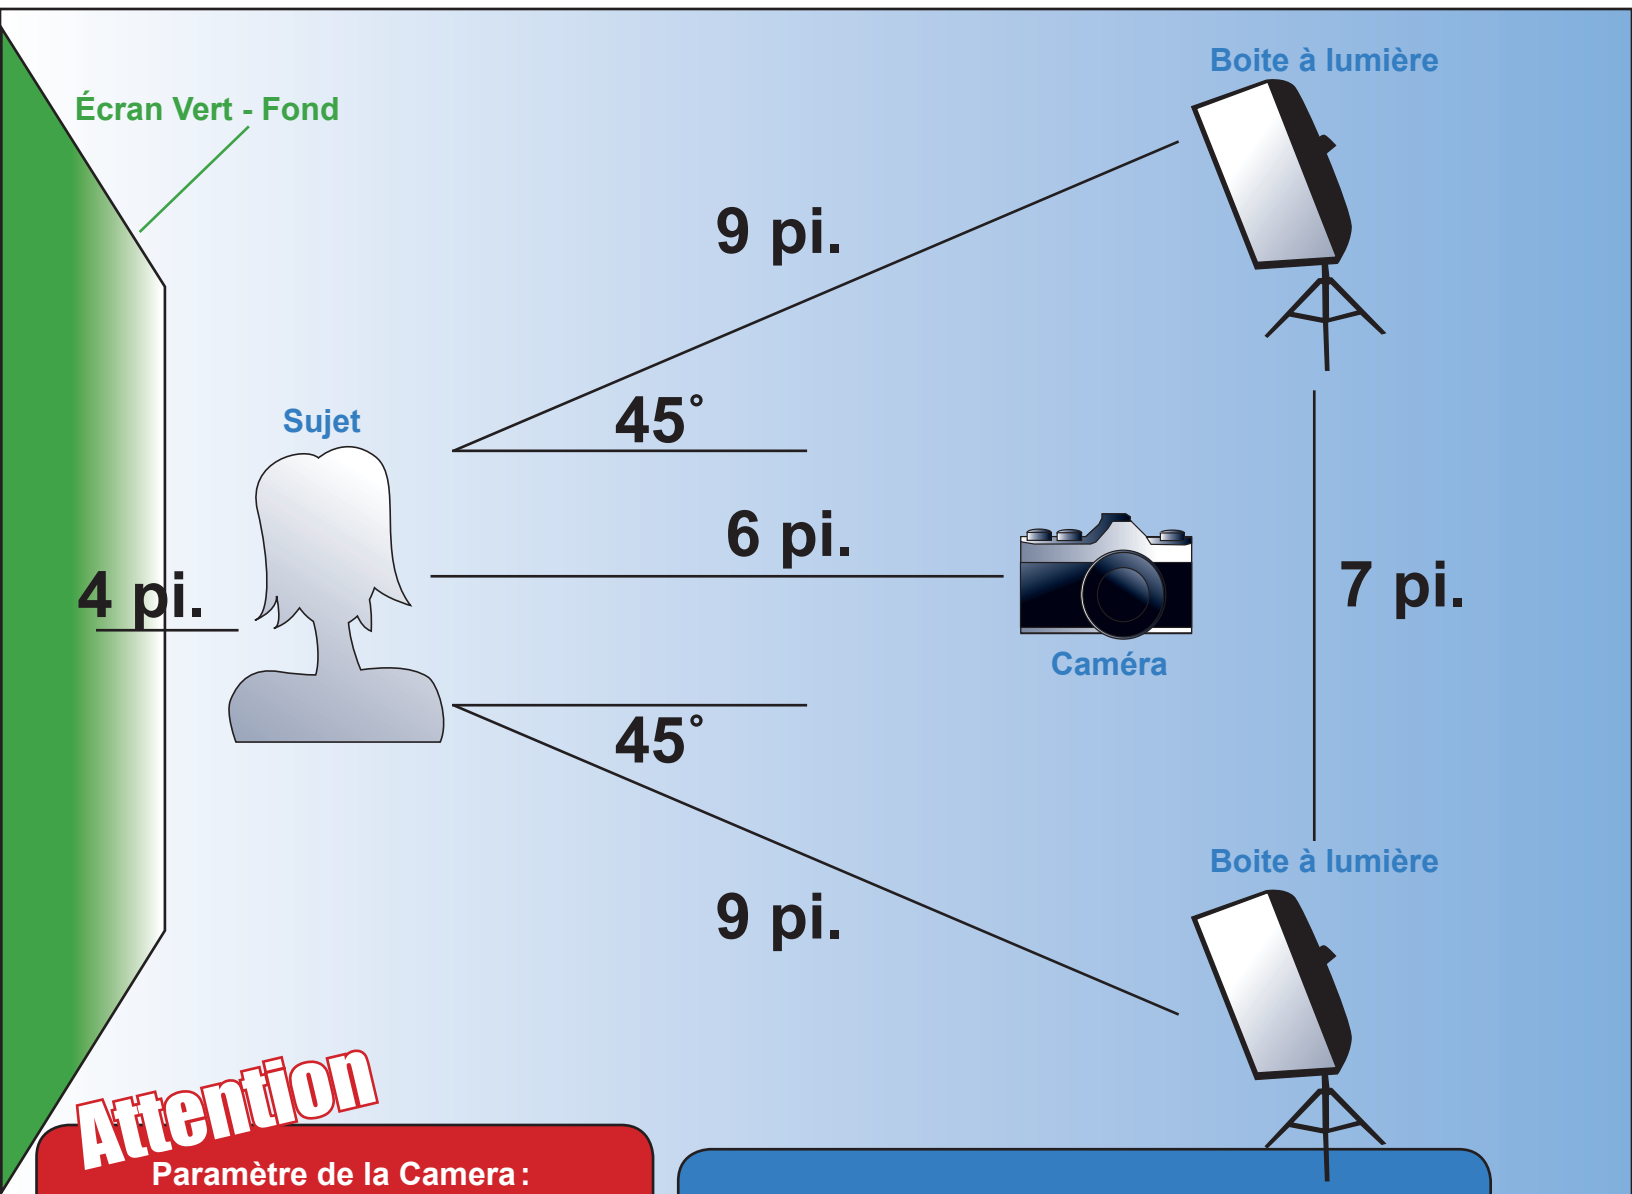 Boite à lumière
Écran Vert - Fond
9 pi.
45°
Sujet
6 pi.
4 pi.
7 pi.
Caméra
45°
Boite à lumière
9 pi.
Attention
Paramètre de la Camera :